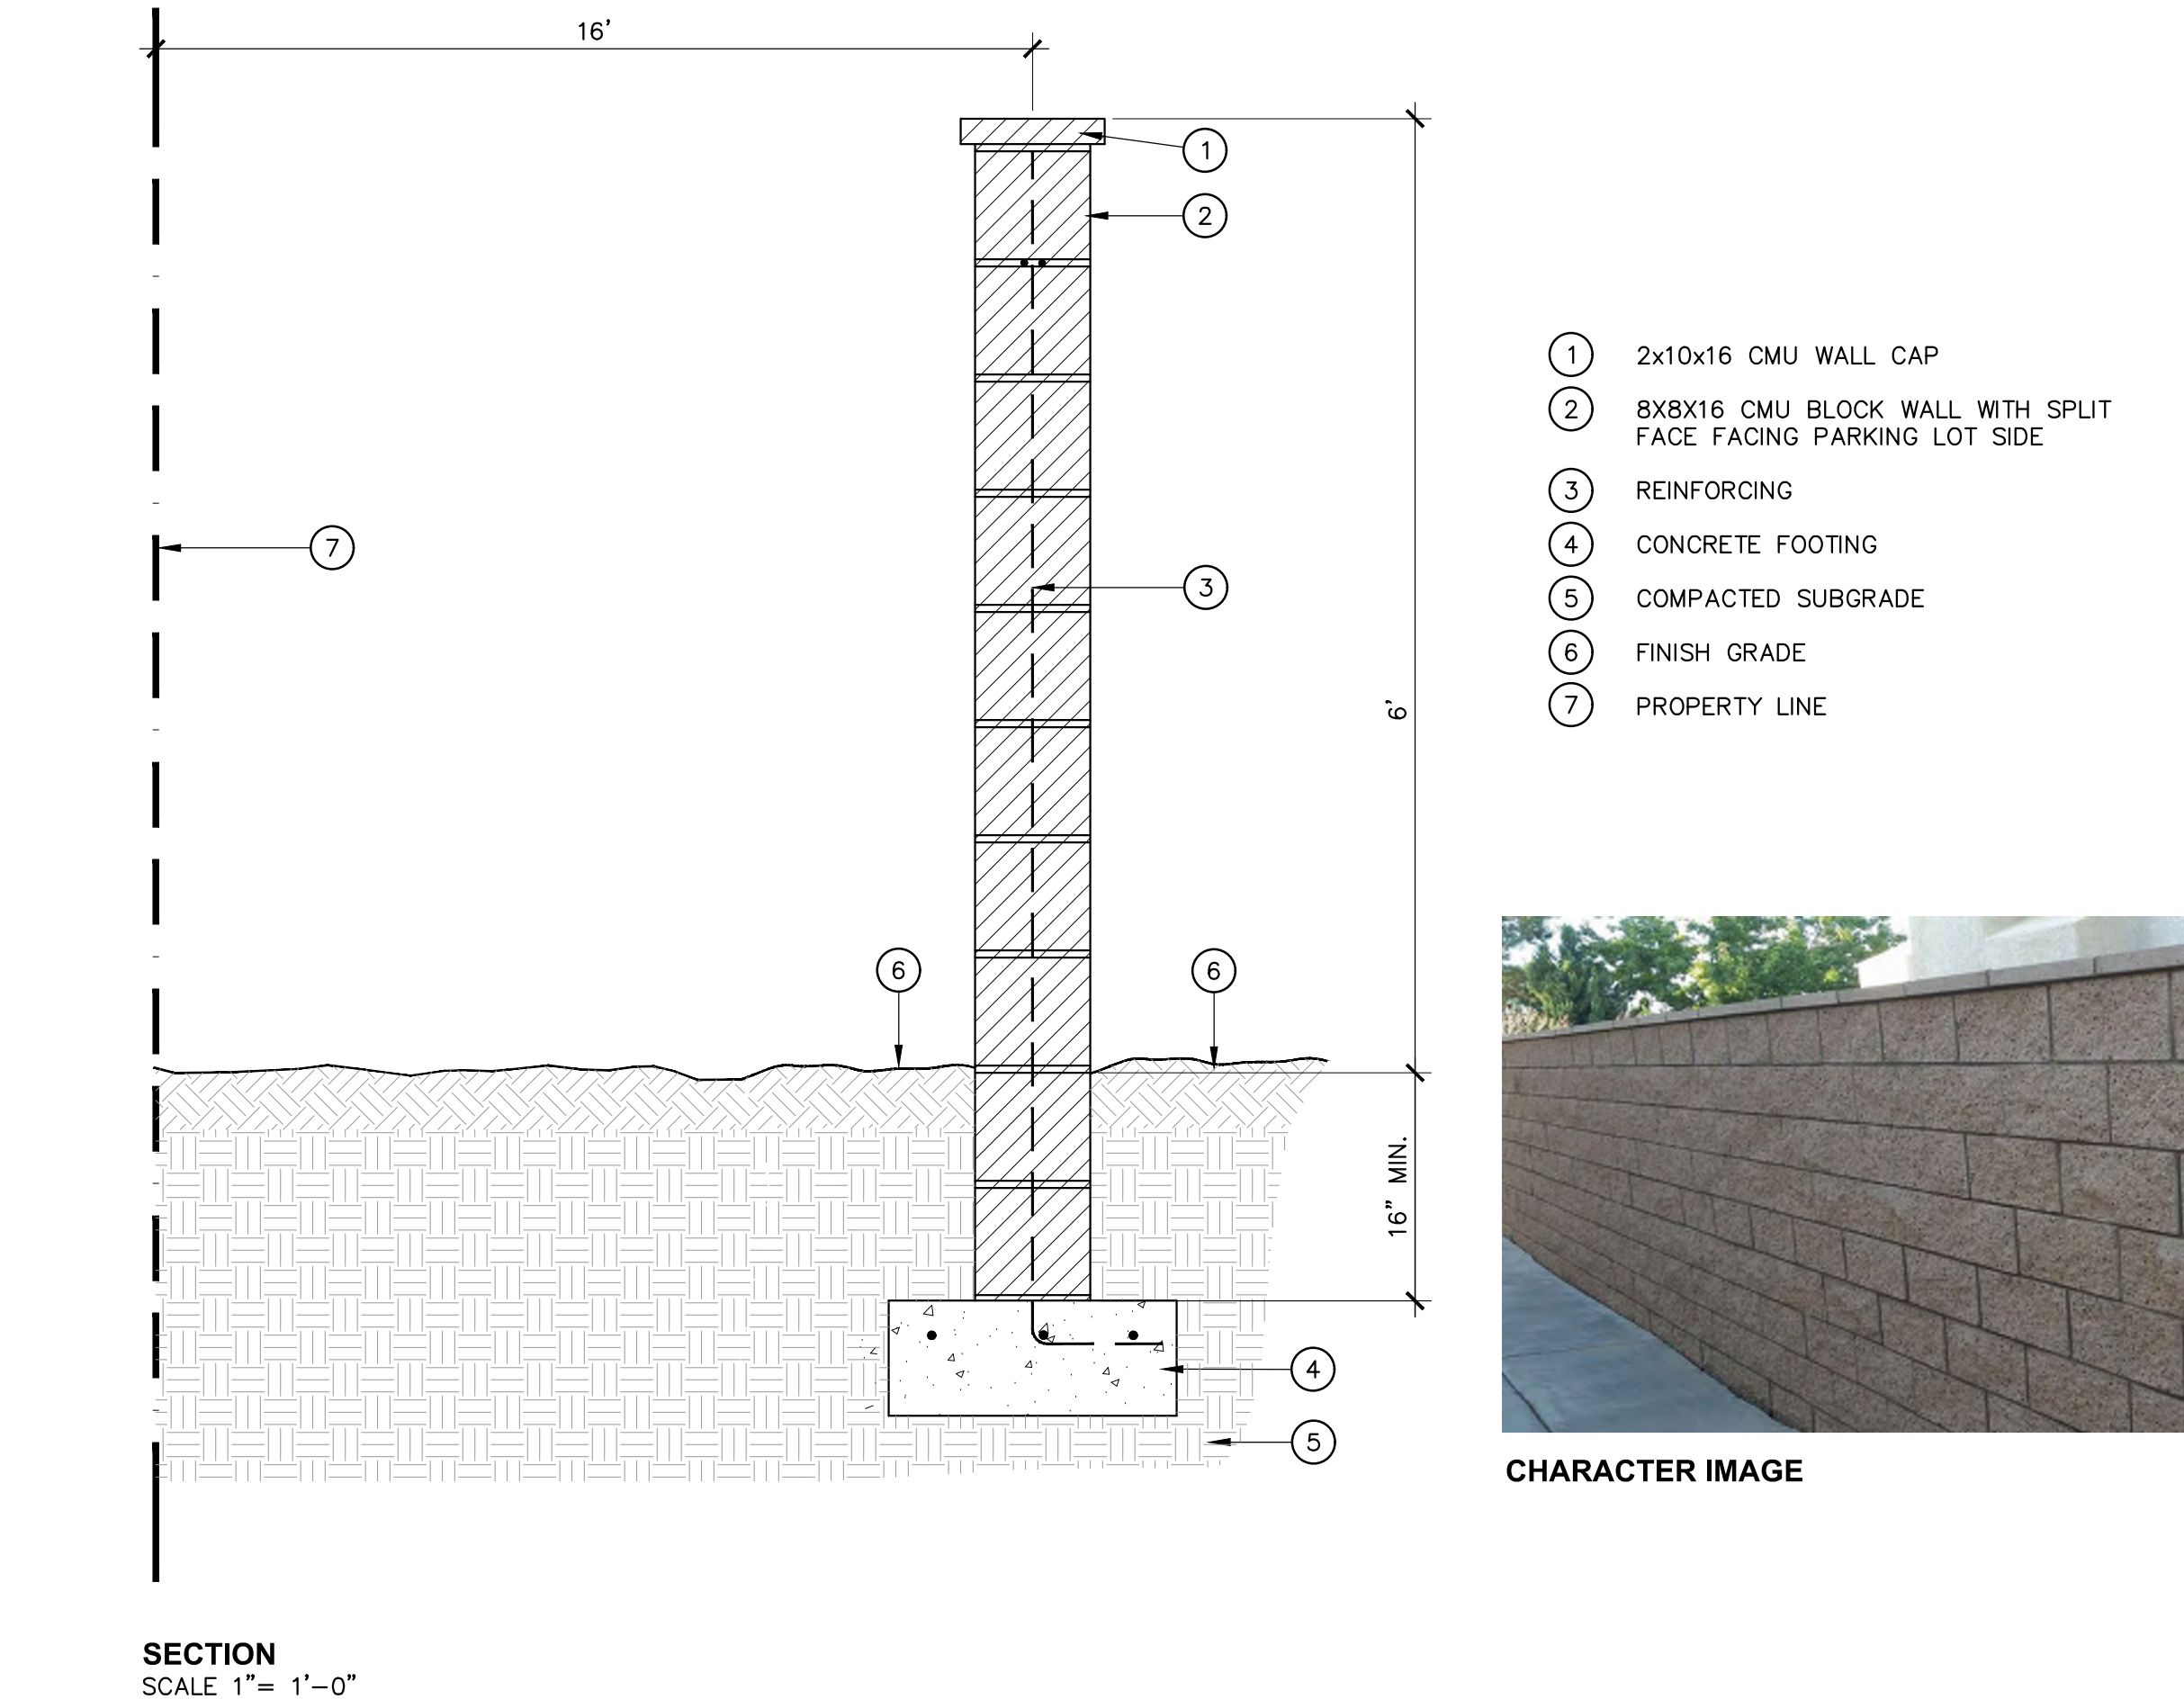 16’
1
2
3
7
6’
6
6
16” MIN.
4
5
1 2x10x16 CMU WALL CAP
2 8X8X16 CMU BLOCK WALL WITH SPLIT
FACE FACING PARKING LOT SIDE
3 REINFORCING
4 CONCRETE FOOTING
5 COMPACTED SUBGRADE
6 FINISH GRADE
7 PROPERTY LINE
CHARACTER IMAGE
SECTION
SCALE 1”= 1’–0”